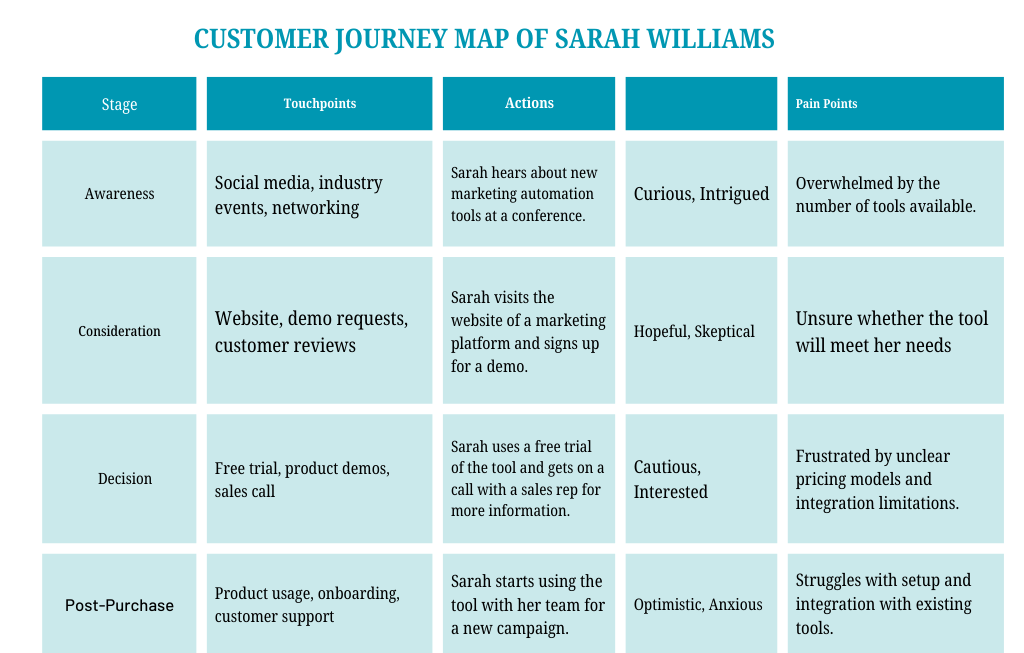 CUSTOMER JOURNEY MAP OF SARAH WILLIAMS
Stage
Touchpoints
Actions
Pain Points
Awareness
Social media, industry
events, networking
Sarah hears about new
marketing automation
tools at a conference.
Curious, Intrigued
Overwhelmed by the
number of tools available.
Consideration
Website, demo requests,
customer reviews
Sarah visits the
website of a marketing
platform and signs up
for a demo.
Hopeful, Skeptical
Unsure whether the tool
will meet her needs
Decision
Free trial, product demos,
sales call
Sarah uses a free trial
of the tool and gets on a
call with a sales rep for
more information.
Cautious,
Interested
Frustrated by unclear
pricing models and
integration limitations.
Post-Purchase
Product usage, onboarding,
customer support
Sarah starts using the
tool with her team for
a new campaign.
Optimistic, Anxious
Struggles with setup and
integration with existing
tools.